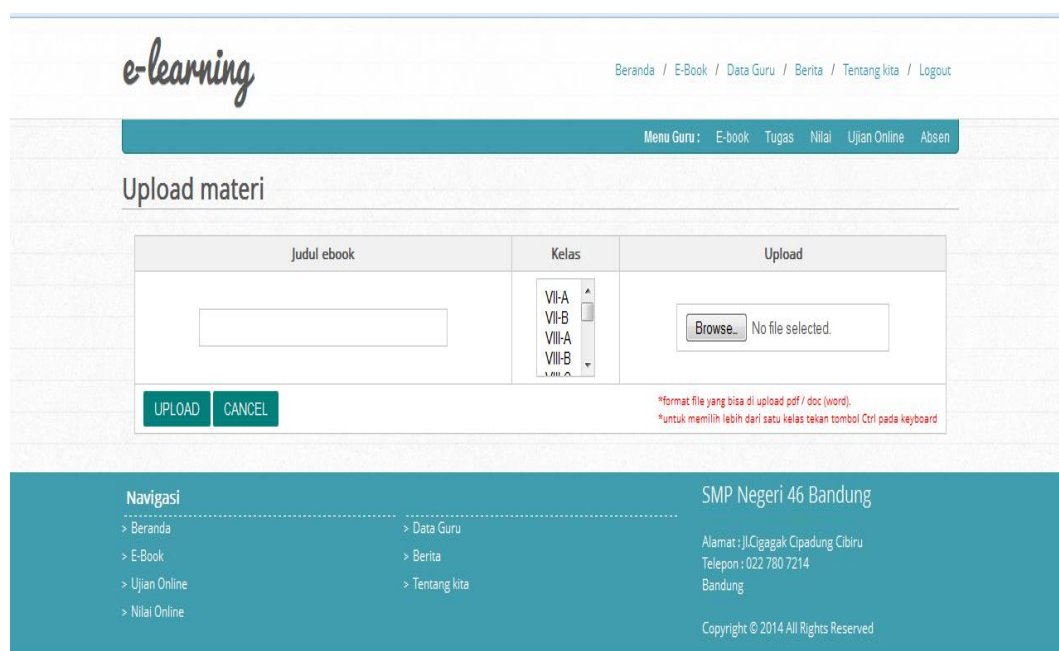 e-learning
Beranda / E-Book / Data Guru / Berita / Tentang kita / Logout
Menu Guru : E-book Tugas Nilai Ujian Online Absen
Upload materi
Judul ebook Kelas Upload
VII-A
VII-B
VIII-A
VIII-B
VIII-C
Browse.. No file selected.
UPLOAD CANCEL
*format file yang bisa di upload pdf / doc (word).
*untuk memilih lebih dari satu kelas tekan tombol Ctrl pada keyboard
Navigasi
> Beranda
> E-Book
> Ujian Online
> Nilai Online
> Data Guru
> Berita
> Tentang kita
SMP Negeri 46 Bandung
Alamat : Jl.Cigagak Cipadung Cibiru
Telepon : 022 780 7214
Bandung
Copyright © 2014 All Rights Reserved